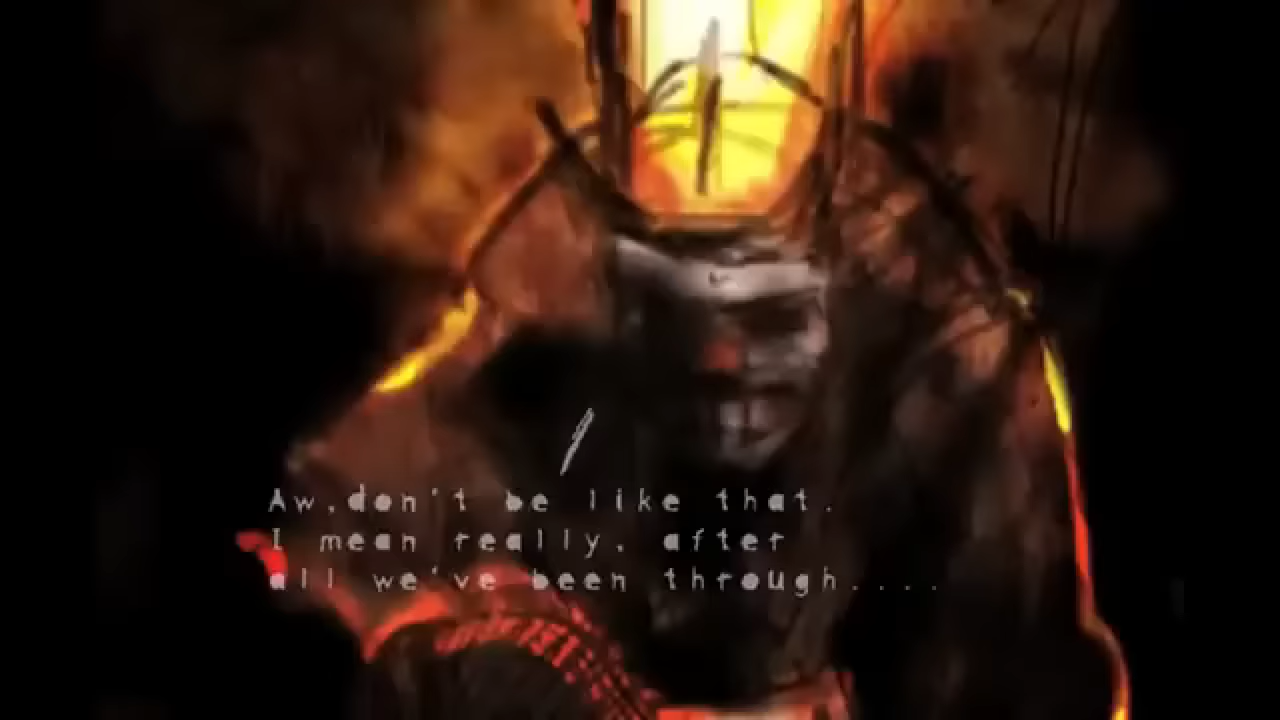 Aw,don't be like that.
I mean really, after
all we've been through....